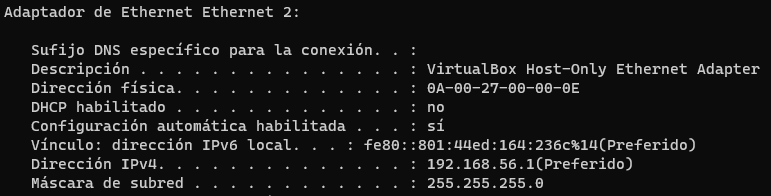 Adaptador de Ethernet Ethernet 2:
Sufijo DNS específico para la conexión. . :
Descripción . . . . . . . . . . . . . . . : VirtualBox Host-Only Ethernet Adapter
Dirección física. . . . . . . . . . . . . : 0A-00-27-00-00-0E
DHCP habilitado . . . . . . . . . . . . . : no
Configuración automática habilitada . . . : sí
Vínculo: dirección IPv6 local. . . : fe80::801:44ed:164:236c%14(Preferido)
Dirección IPv4. . . . . . . . . . . . . . : 192.168.56.1(Preferido)
Máscara de subred . . . . . . . . . . . . : 255.255.255.0